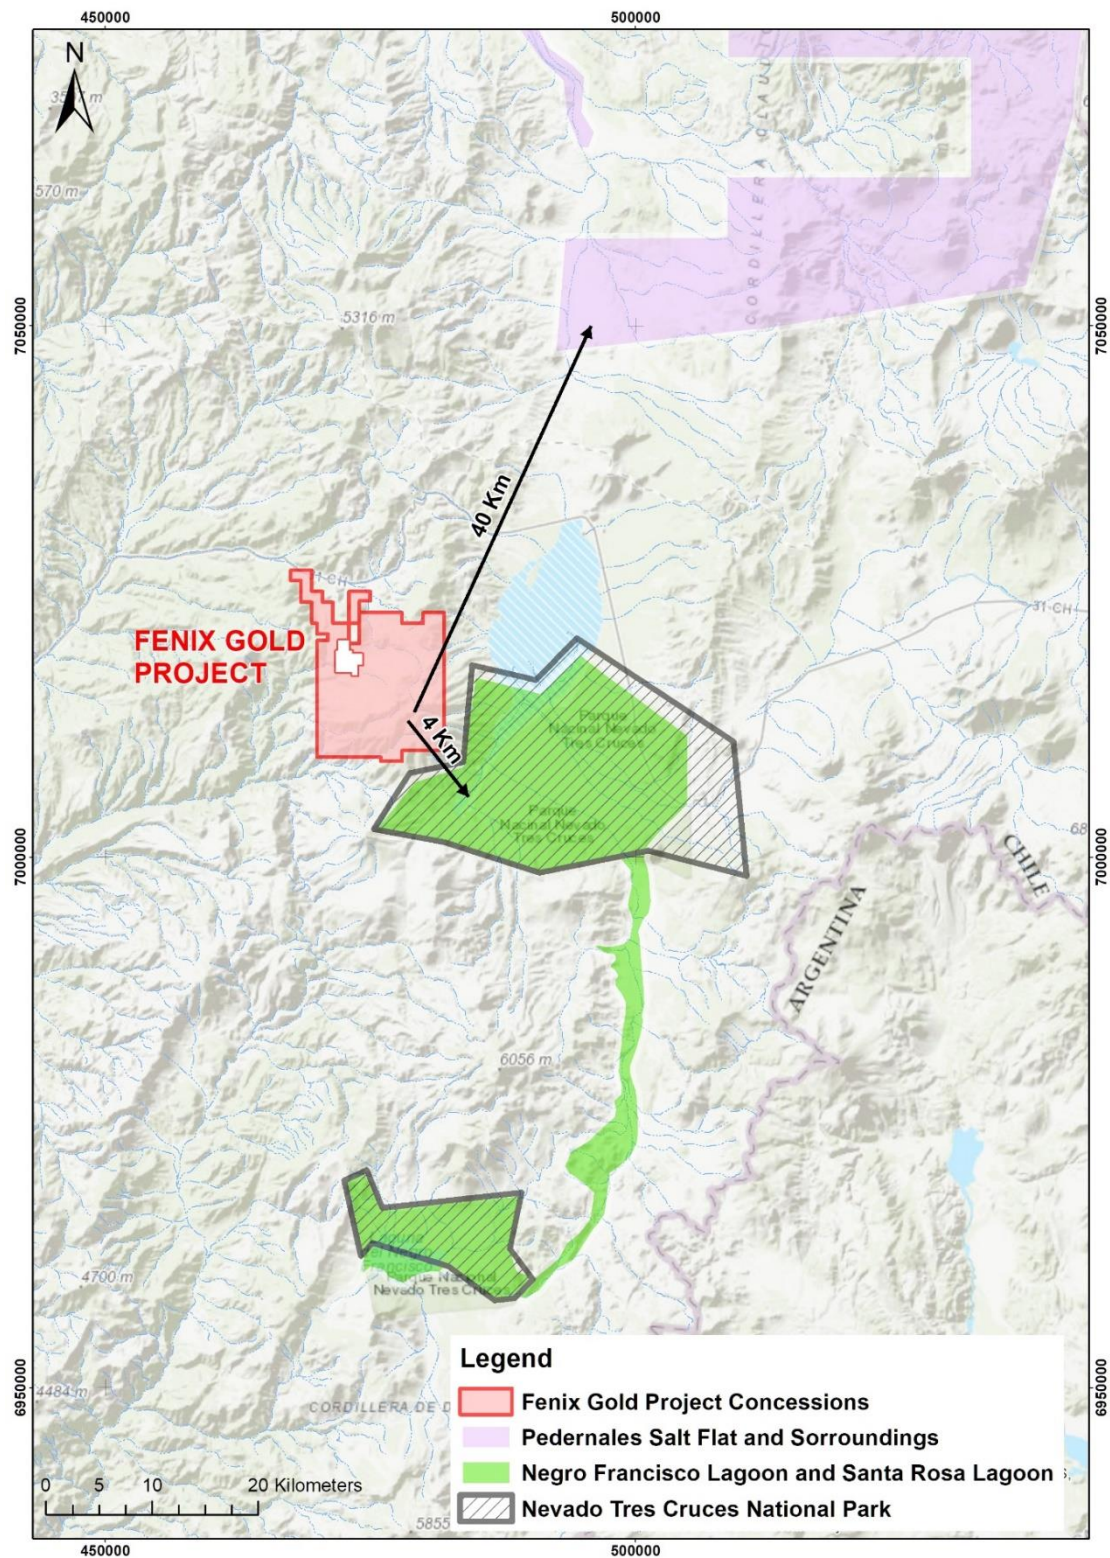 450000
500000
N
570 m
CORDILLERA CLAUDIO
7050000
7050000
5316 m
40 Km
31-CH
FENIX GOLD
PROJECT
4 Km
Parque
Nacional Nevado
Tres Cruces
Parque
Nacinal Nevado
Tres Cruces
7000000
7000000
CHILE
ARGENTINA
6056 m
Parque Nacional
Nevado Tres Cruces
4700 m
6950000
6950000
4484 m
CORDILLERA DE D
Legend
Fenix Gold Project Concessions
Pedernales Salt Flat and Sorroundings
Negro Francisco Lagoon and Santa Rosa Lagoon
Nevado Tres Cruces National Park
0 5 10 20 Kilometers
5855
450000
500000